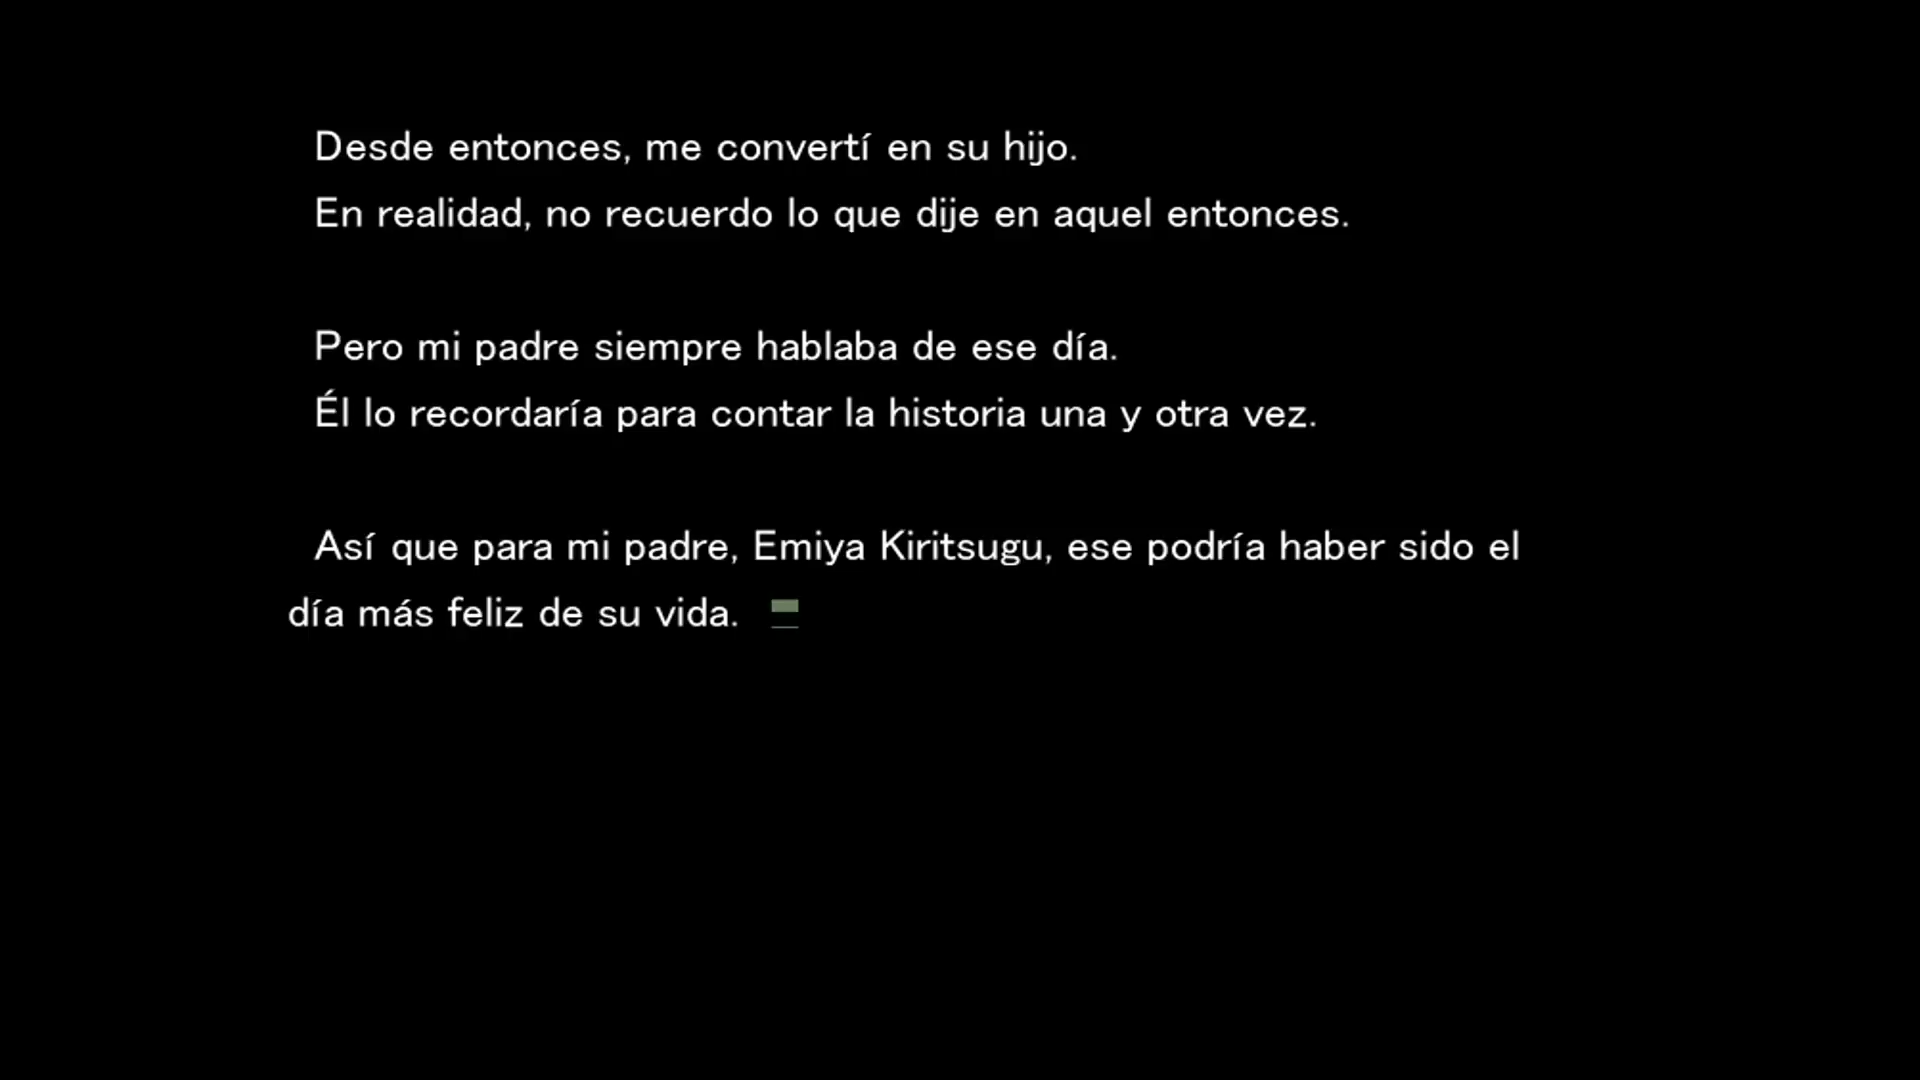 Desde entonces, me convertí en su hijo.
En realidad, no recuerdo lo que dije en aquel entonces.
Pero mi padre siempre hablaba de ese día.
Él lo recordaría para contar la historia una y otra vez.
Así que para mi padre, Emiya Kiritsugu, ese podría haber sido el
día más feliz de su vida.